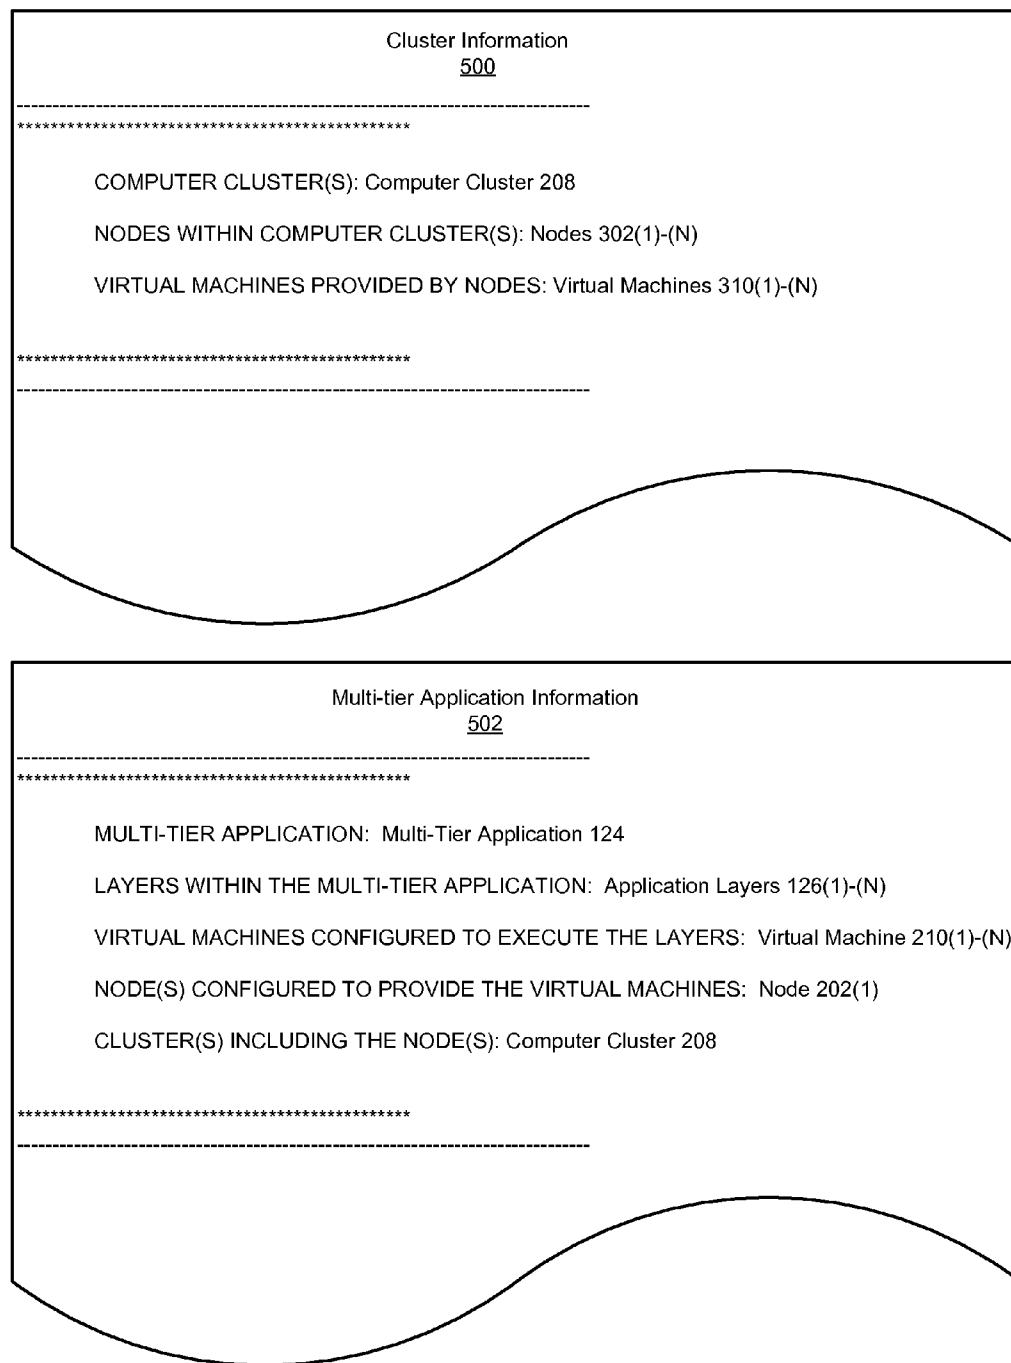 Cluster Information
500
--------------------------------------------------------------------------------
***********************************************
COMPUTER CLUSTER(S): Computer Cluster 208
NODES WITHIN COMPUTER CLUSTER(S): Nodes 302(1)-(N)
VIRTUAL MACHINES PROVIDED BY NODES: Virtual Machines 310(1)-(N)
***********************************************
--------------------------------------------------------------------------------
Multi-tier Application Information
502
--------------------------------------------------------------------------------
***********************************************
MULTI-TIER APPLICATION: Multi-Tier Application 124
LAYERS WITHIN THE MULTI-TIER APPLICATION: Application Layers 126(1)-(N)
VIRTUAL MACHINES CONFIGURED TO EXECUTE THE LAYERS: Virtual Machine 210(1)-(N)
NODE(S) CONFIGURED TO PROVIDE THE VIRTUAL MACHINES: Node 202(1)
CLUSTER(S) INCLUDING THE NODE(S): Computer Cluster 208
***********************************************
--------------------------------------------------------------------------------